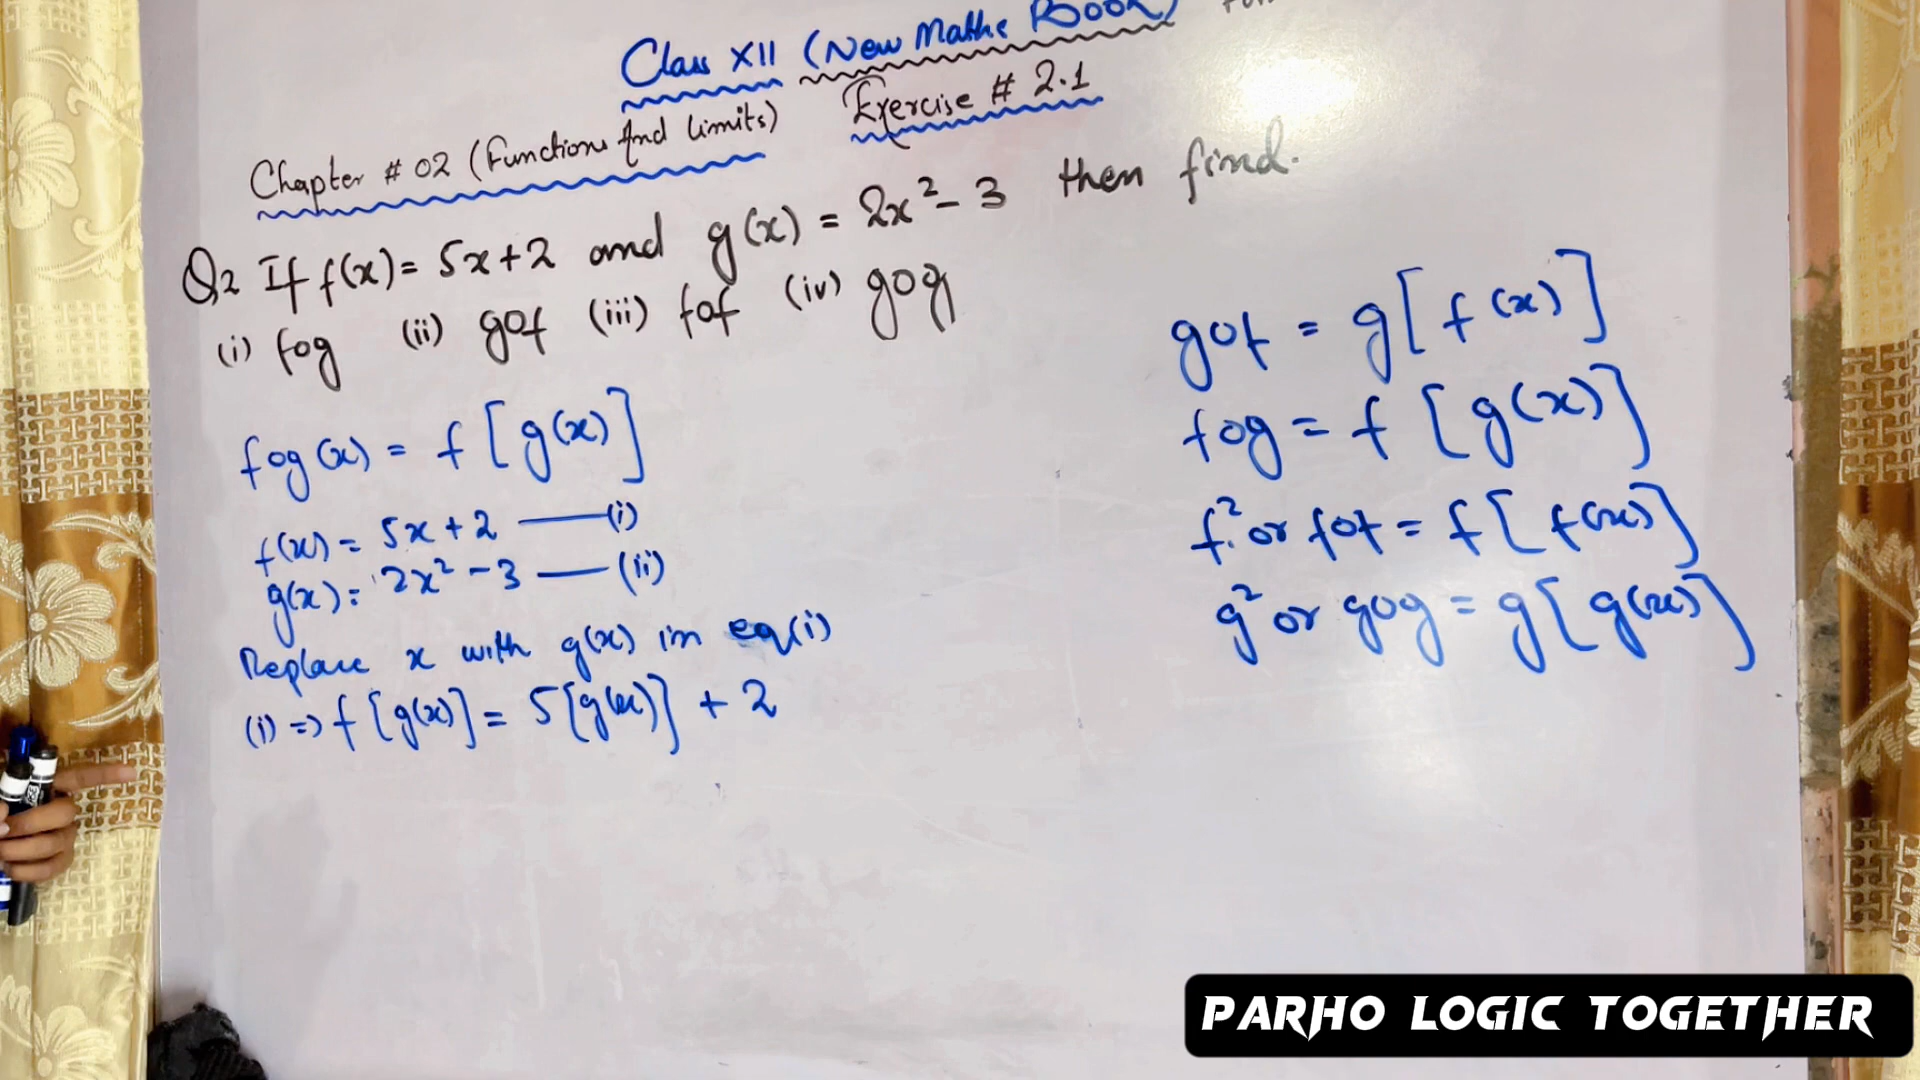 Class XII (New Maths Book)
Chapter # 02 (Functions And Limits) Exercise # 2.1
Q2 If f(x) = 5x+2 and g(x) = 2x² - 3 then find.
(i) fog (ii) gof (iii) fof (iv) gog
fog(x) = f[g(x)]
f(x) = 5x+2 —— (i)
g(x) = 2x² - 3 —— (ii)
Replace x with g(x) in eq(i)
(i) => f[g(x)] = 5[g(x)] + 2
gof = g[f(x)]
fog = f[g(x)]
f² or fof = f[f(x)]
g² or gog = g[g(x)]
PARHO LOGIC TOGETHER